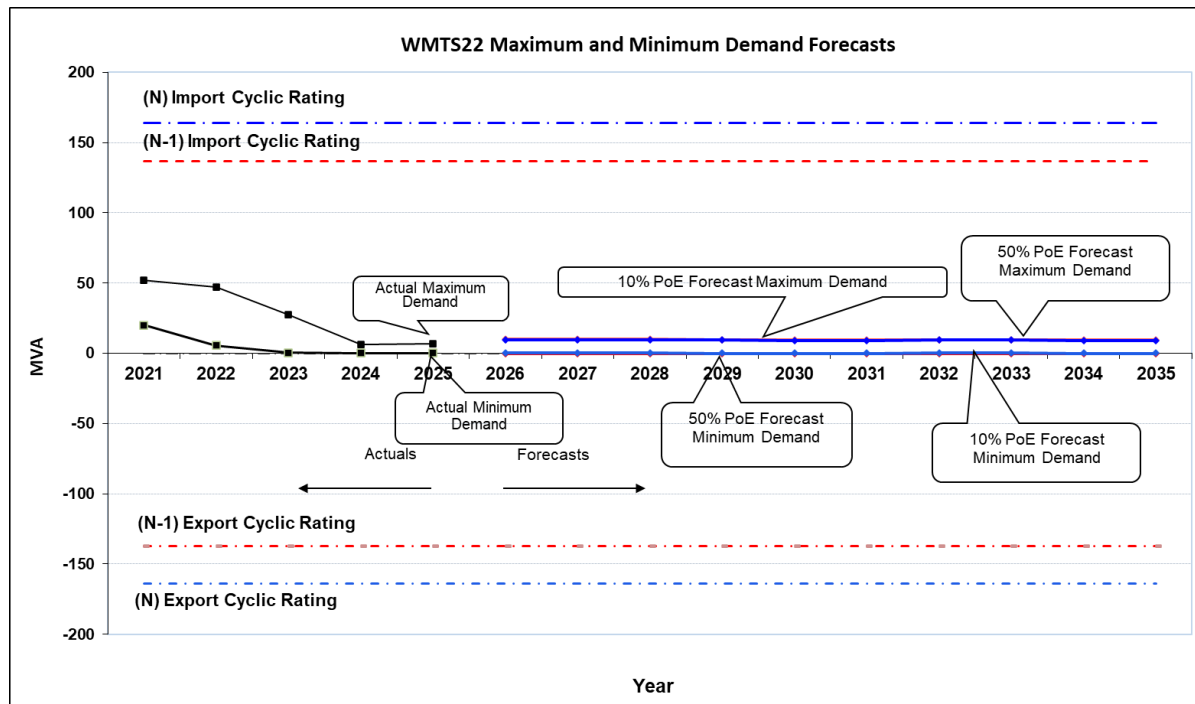 WMTS22 Maximum and Minimum Demand Forecasts
200
(N) Import Cyclic Rating
150
(N-1) Import Cyclic Rating
100
50
Actual Maximum
Demand
10% PoE Forecast Maximum Demand
50% PoE Forecast
Maximum Demand
0
2021 2022 2023 2024 2025 2026 2027 2028 2029 2030 2031 2032 2033 2034 2035
MVA
Actual Minimum
Demand
50% PoE Forecast
Minimum Demand
10% PoE Forecast
Minimum Demand
-50
Actuals Forecasts
-100
(N-1) Export Cyclic Rating
-150
(N) Export Cyclic Rating
-200
Year